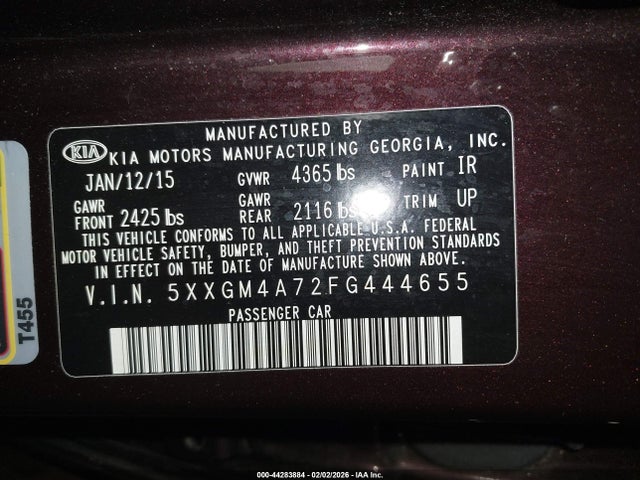 MANUFACTURED BY
KIA KIA MOTORS MANUFACTURING GEORGIA, INC.
JAN/12/15 GVWR 4365 lbs PAINT IR
GAWR FRONT 2425 lbs GAWR REAR 2116 lbs TRIM UP
THIS VEHICLE CONFORMS TO ALL APPLICABLE U.S.A. FEDERAL
MOTOR VEHICLE SAFETY, BUMPER, AND THEFT PREVENTION STANDARDS
IN EFFECT ON THE DATE OF MANUFACTURE SHOWN ABOVE.
V.I.N. 5XXGM4A72FG444655
PASSENGER CAR
T455
000-44283884 - 02/02/2026 - IAA Inc.